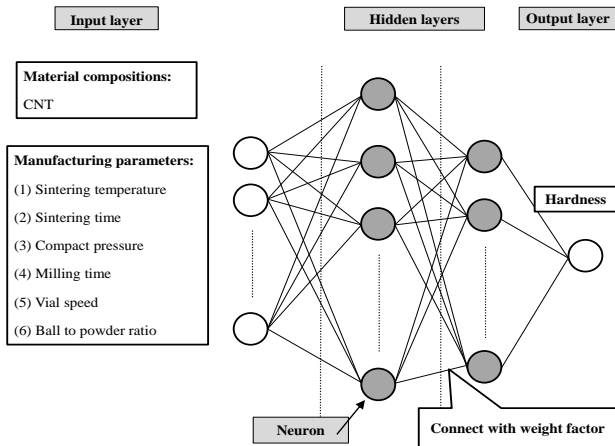 Input layer
Hidden layers
Output layer
Material compositions:
CNT
Manufacturing parameters:
(1) Sintering temperature
(2) Sintering time
(3) Compact pressure
(4) Milling time
(5) Vial speed
(6) Ball to powder ratio
Hardness
Neuron
Connect with weight factor